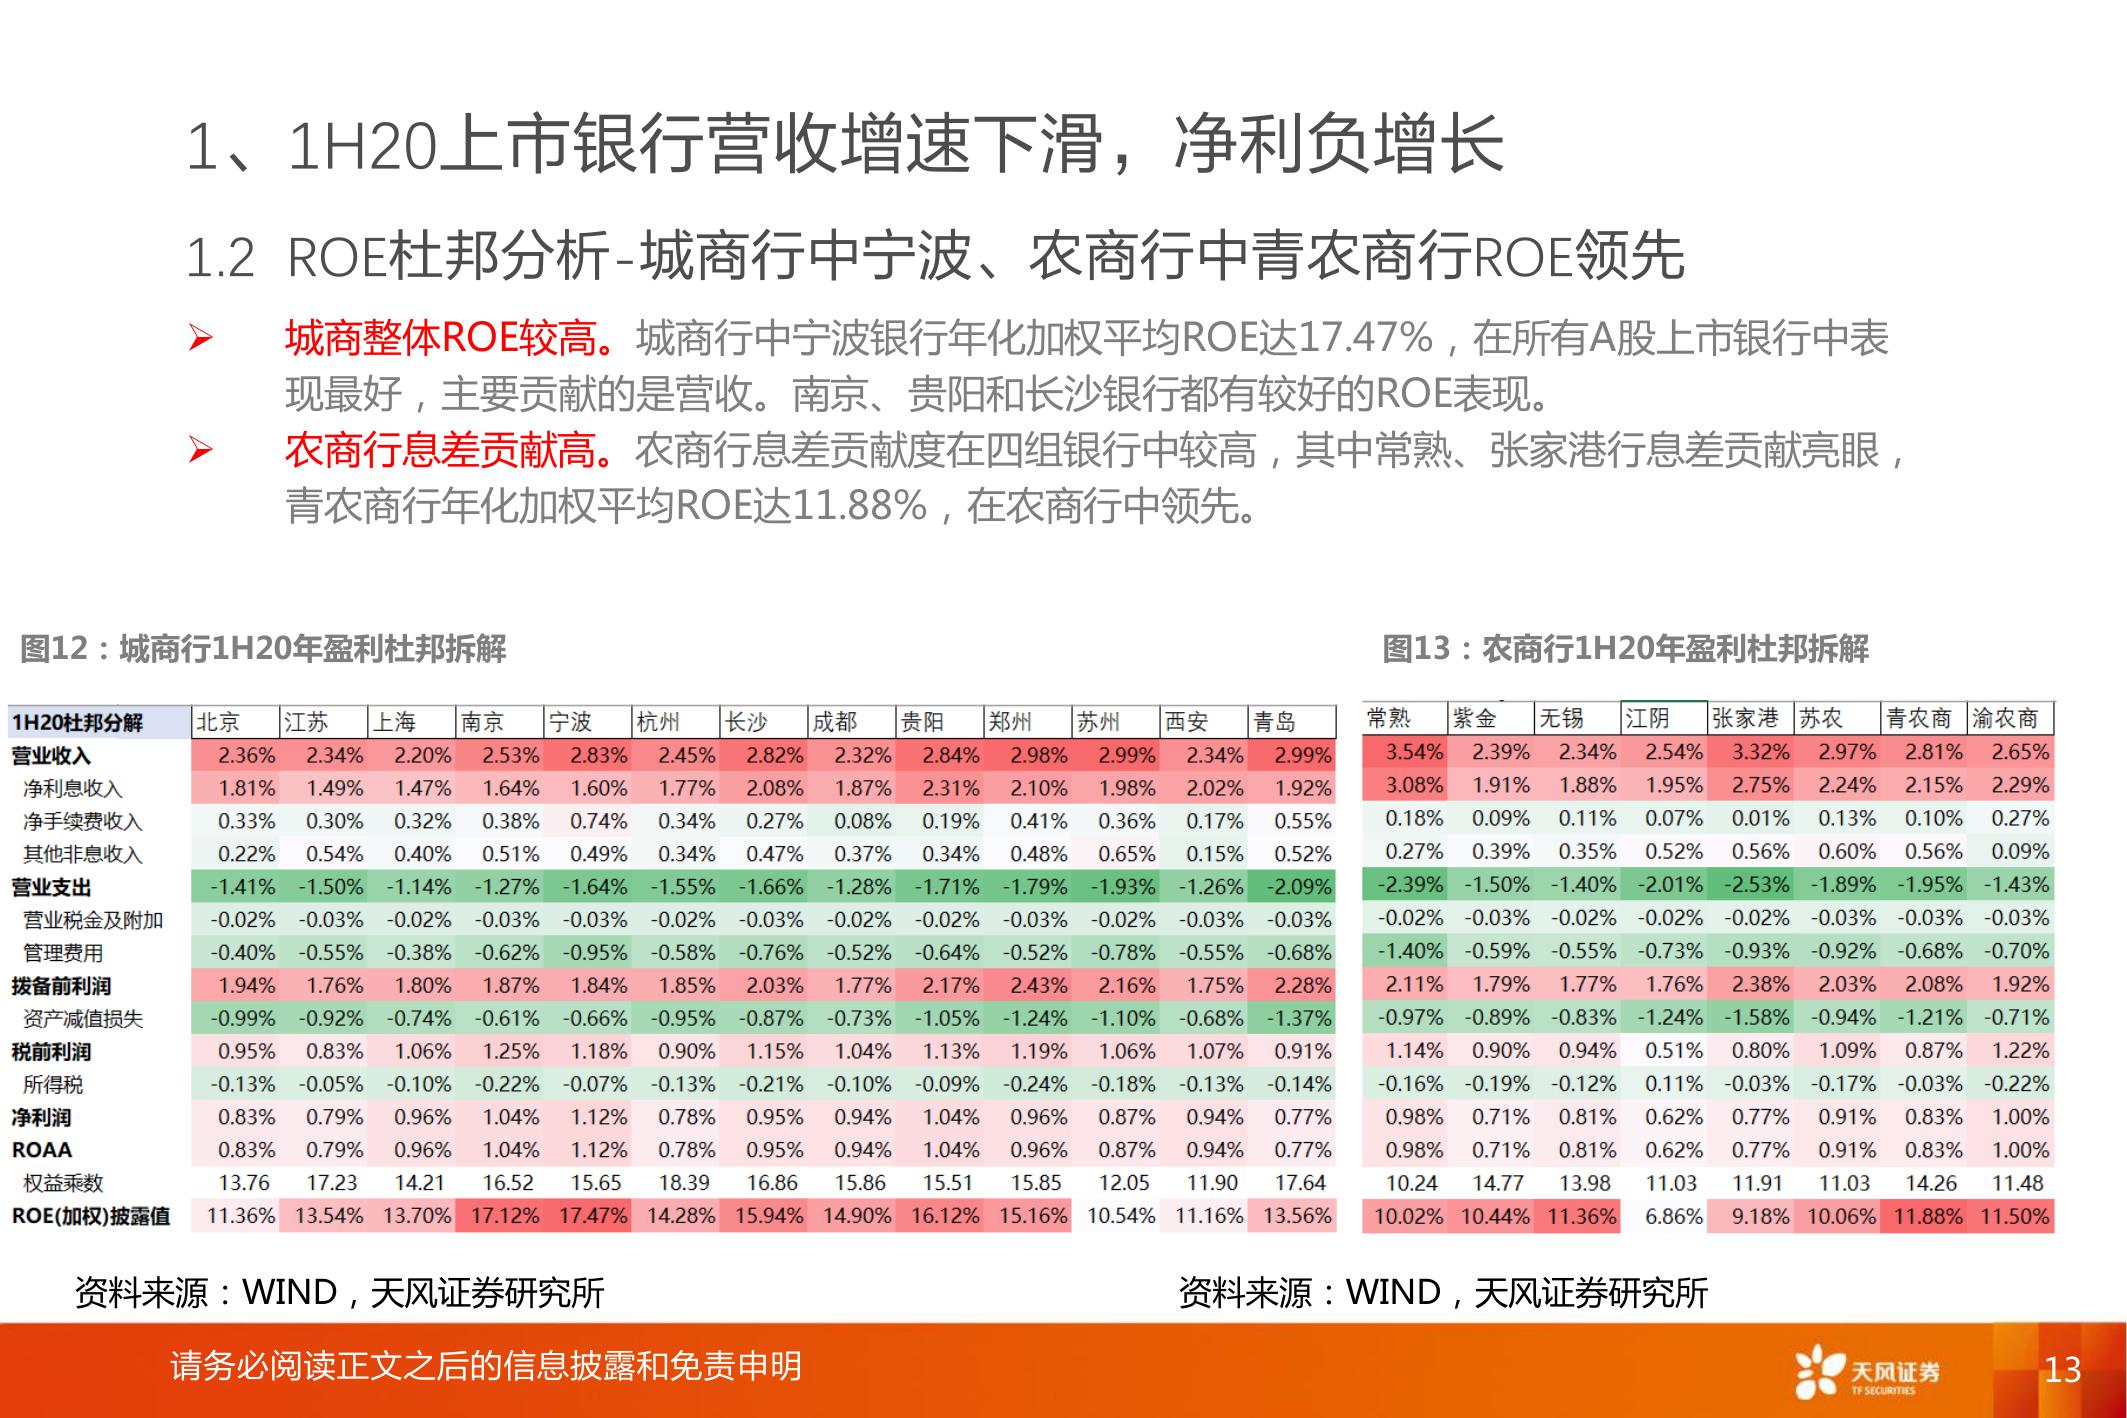 1、1H20上市银行营收增速下滑，净利负增长
1.2 ROE杜邦分析-城商行中宁波、农商行中青农商行ROE领先
➢ 城商整体ROE较高。城商行中宁波银行年化加权平均ROE达17.47%，在所有A股上市银行中表
现最好，主要贡献的是营收。南京、贵阳和长沙银行都有较好的ROE表现。
➢ 农商行息差贡献高。农商行息差贡献度在四组银行中较高，其中常熟、张家港行息差贡献亮眼，
青农商行年化加权平均ROE达11.88%，在农商行中领先。
图12：城商行1H20年盈利杜邦拆解
1H20杜邦分解 北京 江苏 上海 南京 宁波 杭州 长沙 成都 贵阳 郑州 苏州 西安 青岛
营业收入 2.36% 2.34% 2.20% 2.53% 2.83% 2.45% 2.82% 2.32% 2.84% 2.98% 2.99% 2.34% 2.99%
净利息收入 1.81% 1.49% 1.47% 1.64% 1.60% 1.77% 2.08% 1.87% 2.31% 2.10% 1.98% 2.02% 1.92%
净手续费收入 0.33% 0.30% 0.32% 0.38% 0.74% 0.34% 0.27% 0.08% 0.19% 0.41% 0.36% 0.17% 0.55%
其他非息收入 0.22% 0.54% 0.40% 0.51% 0.49% 0.34% 0.47% 0.37% 0.34% 0.48% 0.65% 0.15% 0.52%
营业支出 -1.41% -1.50% -1.14% -1.27% -1.64% -1.55% -1.66% -1.28% -1.71% -1.79% -1.93% -1.26% -2.09%
营业税金及附加 -0.02% -0.03% -0.02% -0.03% -0.03% -0.02% -0.03% -0.02% -0.02% -0.03% -0.02% -0.03% -0.03%
管理费用 -0.40% -0.55% -0.38% -0.62% -0.95% -0.58% -0.76% -0.52% -0.64% -0.52% -0.78% -0.55% -0.68%
拨备前利润 1.94% 1.76% 1.80% 1.87% 1.84% 1.85% 2.03% 1.77% 2.17% 2.43% 2.16% 1.75% 2.28%
资产减值损失 -0.99% -0.92% -0.74% -0.61% -0.66% -0.95% -0.87% -0.73% -1.05% -1.24% -1.10% -0.68% -1.37%
税前利润 0.95% 0.83% 1.06% 1.25% 1.18% 0.90% 1.15% 1.04% 1.13% 1.19% 1.06% 1.07% 0.91%
所得税 -0.13% -0.05% -0.10% -0.22% -0.07% -0.13% -0.21% -0.10% -0.09% -0.24% -0.18% -0.13% -0.14%
净利润 0.83% 0.79% 0.96% 1.04% 1.12% 0.78% 0.95% 0.94% 1.04% 0.96% 0.87% 0.94% 0.77%
ROAA 0.83% 0.79% 0.96% 1.04% 1.12% 0.78% 0.95% 0.94% 1.04% 0.96% 0.87% 0.94% 0.77%
权益乘数 13.76 17.23 14.21 16.52 15.65 18.39 16.86 15.86 15.51 15.85 12.05 11.90 17.64
ROE(加权)披露值 11.36% 13.54% 13.70% 17.12% 17.47% 14.28% 15.94% 14.90% 16.12% 15.16% 10.54% 11.16% 13.56%
资料来源：WIND，天风证券研究所
图13：农商行1H20年盈利杜邦拆解
常熟 紫金 无锡 江阴 张家港 苏农 青农商 渝农商
3.54% 2.39% 2.34% 2.54% 3.32% 2.97% 2.81% 2.65%
3.08% 1.91% 1.88% 1.95% 2.75% 2.24% 2.15% 2.29%
0.18% 0.09% 0.11% 0.07% 0.01% 0.13% 0.10% 0.27%
0.27% 0.39% 0.35% 0.52% 0.56% 0.60% 0.56% 0.09%
-2.39% -1.50% -1.40% -2.01% -2.53% -1.89% -1.95% -1.43%
-0.02% -0.03% -0.02% -0.02% -0.02% -0.03% -0.03% -0.03%
-1.40% -0.59% -0.55% -0.73% -0.93% -0.92% -0.68% -0.70%
2.11% 1.79% 1.77% 1.76% 2.38% 2.03% 2.08% 1.92%
-0.97% -0.89% -0.83% -1.24% -1.58% -0.94% -1.21% -0.71%
1.14% 0.90% 0.94% 0.51% 0.80% 1.09% 0.87% 1.22%
-0.16% -0.19% -0.12% 0.11% -0.03% -0.17% -0.03% -0.22%
0.98% 0.71% 0.81% 0.62% 0.77% 0.91% 0.83% 1.00%
0.98% 0.71% 0.81% 0.62% 0.77% 0.91% 0.83% 1.00%
10.24 14.77 13.98 11.03 11.91 11.03 14.26 11.48
10.02% 10.44% 11.36% 6.86% 9.18% 10.06% 11.88% 11.50%
资料来源：WIND，天风证券研究所
请务必阅读正文之后的信息披露和免责申明
天风证券
TF SECURITIES
13